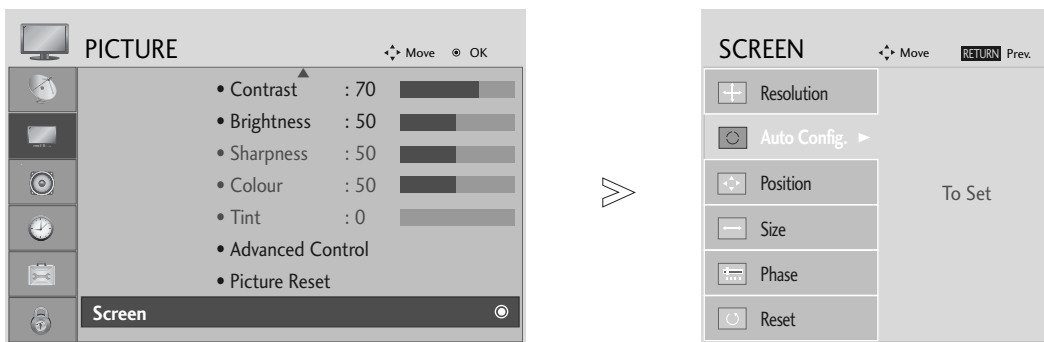 PICTURE
Move OK
• Contrast : 70
• Brightness : 50
• Sharpness : 50
• Colour : 50
• Tint : 0
• Advanced Control
• Picture Reset
Screen
SCREEN
Move RETURN Prev.
Resolution
Auto Config.
Position
Size
Phase
Reset
To Set